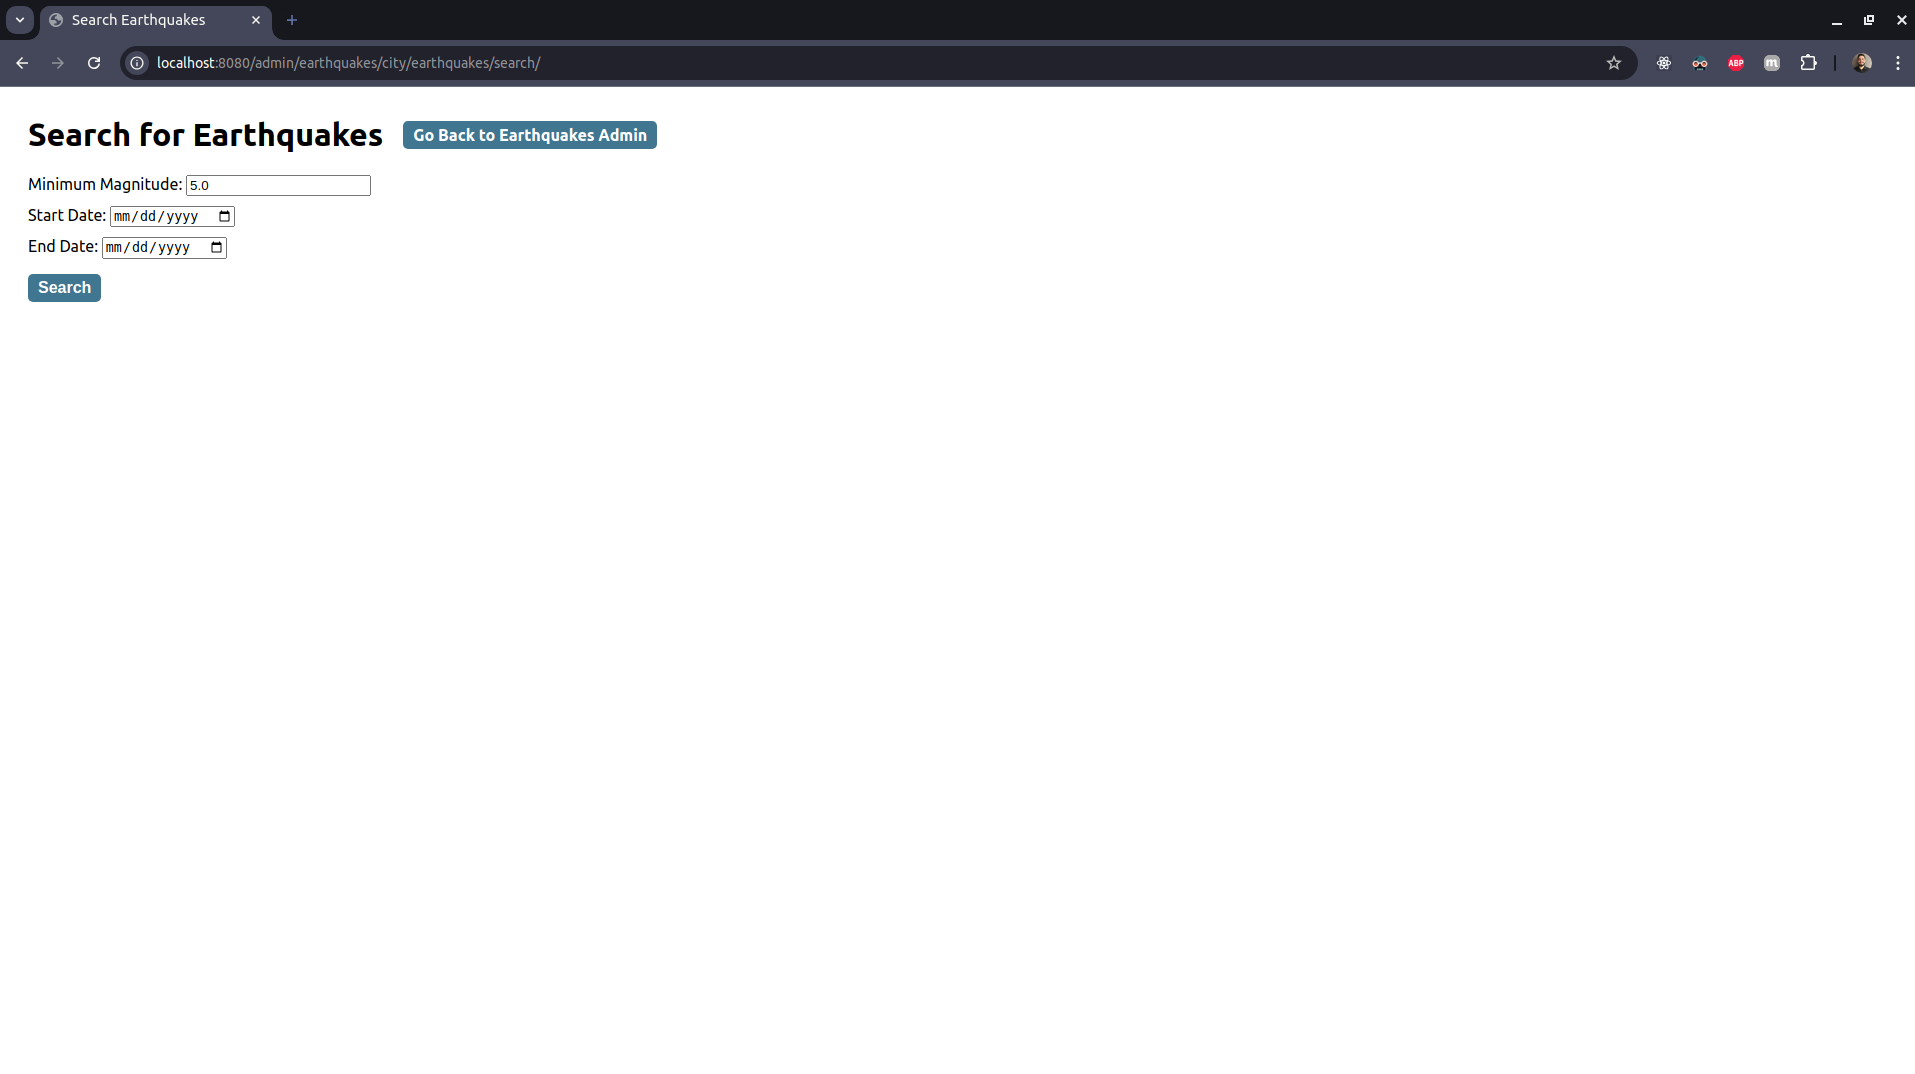 Search Earthquakes
localhost:8080/admin/earthquakes/city/earthquakes/search/
ABP
m
Search for Earthquakes
Go Back to Earthquakes Admin
Minimum Magnitude: 5.0
Start Date: mm/dd/yyyy
End Date: mm/dd/yyyy
Search